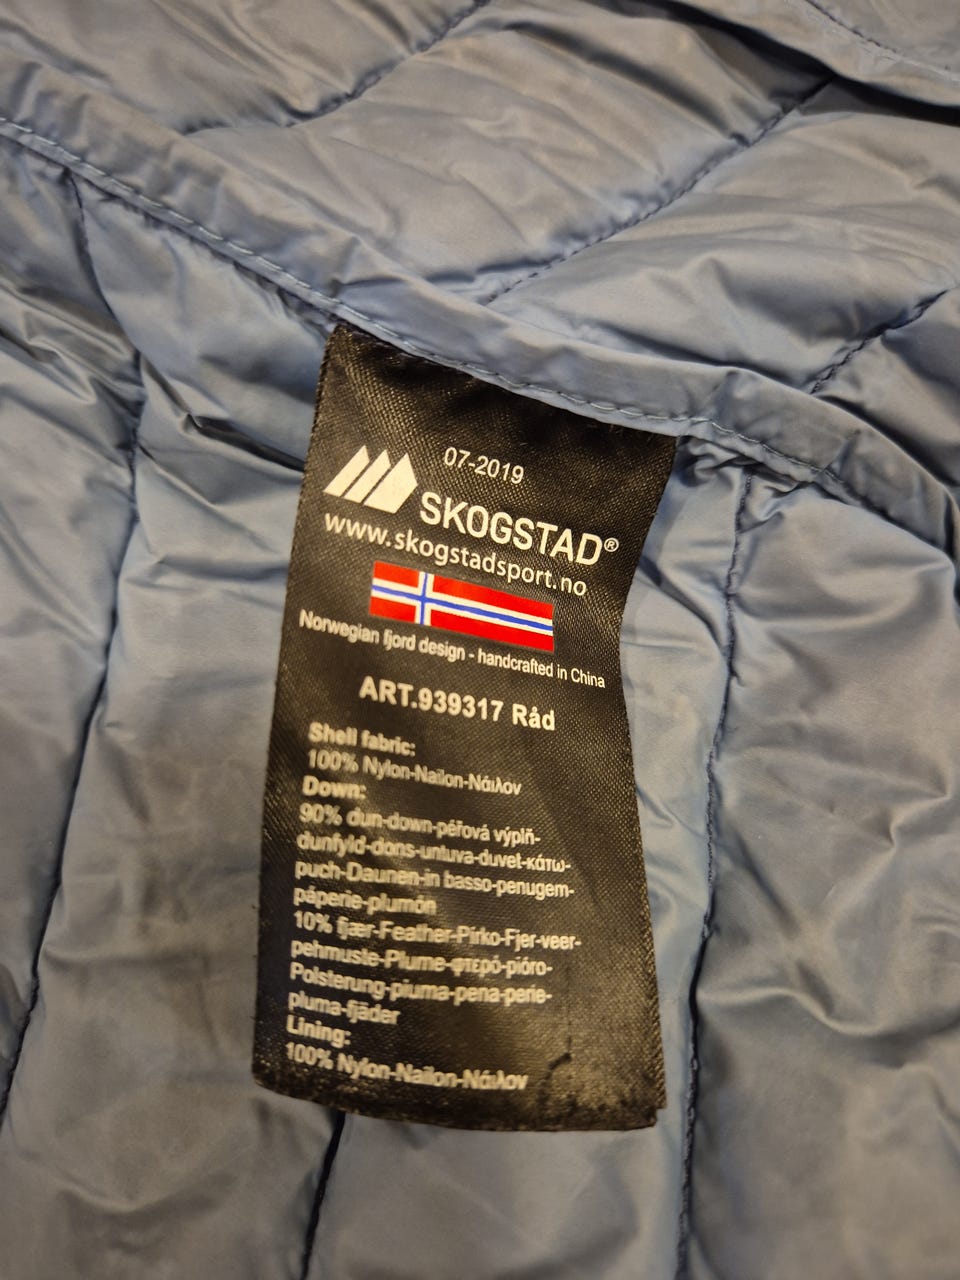 07-2019
SKOGSTAD®
www.skogstadsport.no
Norwegian fjord design - handcrafted in China
ART.939317 Råd
Shell fabric:
100% Nylon-Nailon-Νάιλον
Down:
90% dun-down-péřová výplň-
dunfyld-dons-untuva-duvet-κάτω-
puch-Daunen-in basso-penugem-
páperie-plumón
10% fjær-Feather-Pirko-Fjer-veer-
pehmuste-Plume-φτερό-pióro-
Polsterung-piuma-pena-perie-
pluma-fjäder
Lining:
100% Nylon-Nailon-Νάιλον